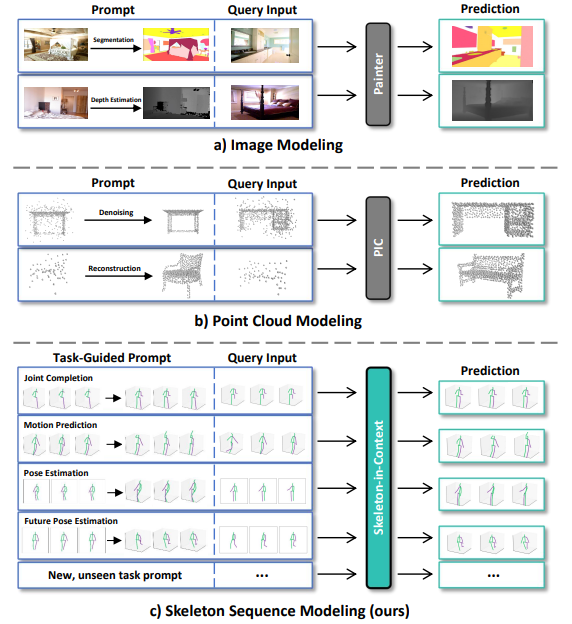 Prompt Query Input Prediction
Segmentation
Depth Estimation
Painter
a) Image Modeling
Prompt Query Input Prediction
Denoising
Reconstruction
PIC
b) Point Cloud Modeling
Task-Guided Prompt Query Input Prediction
Joint Completion
Motion Prediction
Pose Estimation
Future Pose Estimation
New, unseen task prompt ... ...
Skeleton-in-Context
c) Skeleton Sequence Modeling (ours)